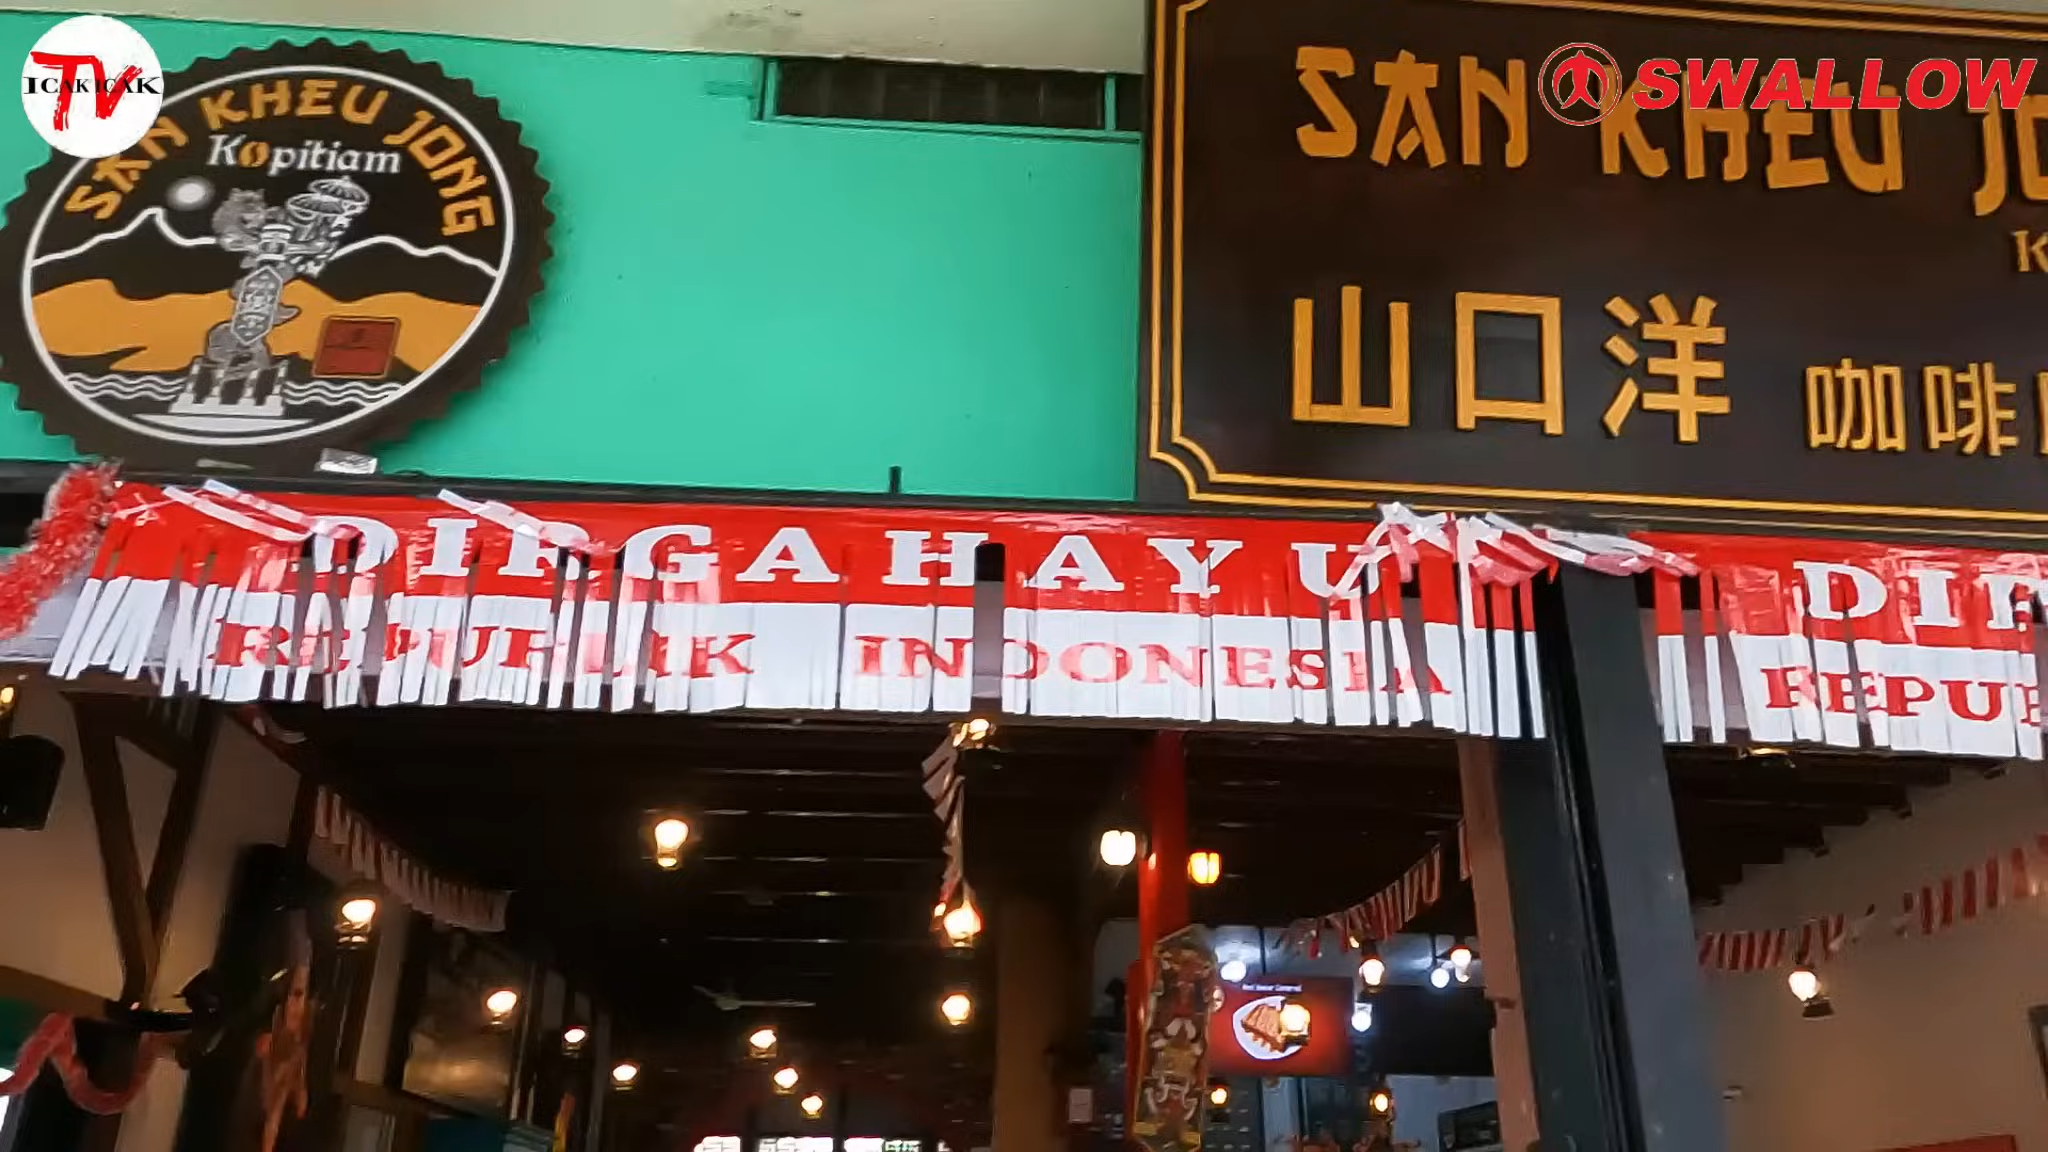 ICAK ICAK
TV
SWALLOW
SAN KHEU JONG
Kopitiam
SAN KHEU JO
K
山口洋 咖啡
DIRGAHAYU
REPUBLIK INDONESIA
DIR
REPUB